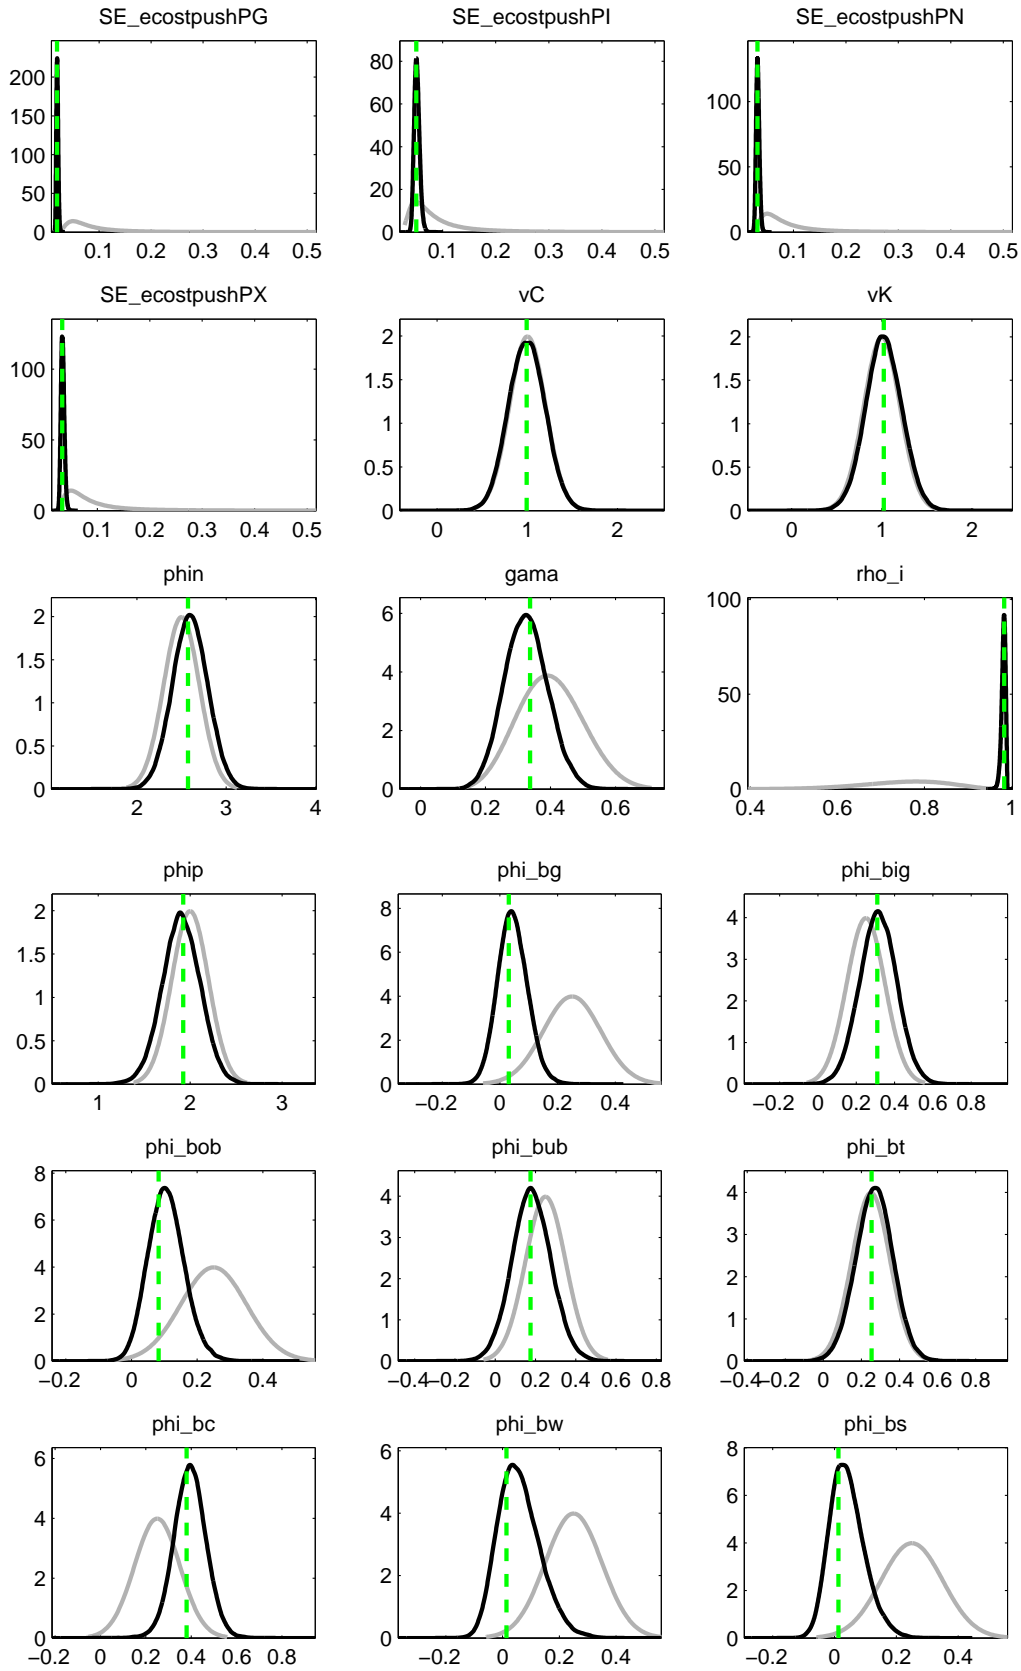 SE_ecostpushPG
SE_ecostpushPI
SE_ecostpushPN
200
150
100
50
0
0.1 0.2 0.3 0.4 0.5
80
60
40
20
0
0.1 0.2 0.3 0.4 0.5
100
50
0
0.1 0.2 0.3 0.4 0.5
SE_ecostpushPX
vC
vK
100
50
0
0.1 0.2 0.3 0.4 0.5
2
1.5
1
0.5
0
0 1 2
2
1.5
1
0.5
0
0 1 2
phin
gama
rho_i
2
1.5
1
0.5
0
2 3 4
6
4
2
0
0 0.2 0.4 0.6
100
50
0
0.4 0.6 0.8 1
phip
phi_bg
phi_big
2
1.5
1
0.5
0
1 2 3
8
6
4
2
0
−0.2 0 0.2 0.4
4
3
2
1
0
−0.2 0 0.2 0.4 0.6 0.8
phi_bob
phi_bub
phi_bt
8
6
4
2
0
−0.2 0 0.2 0.4
4
3
2
1
0
−0.4−0.2 0 0.2 0.4 0.6 0.8
4
3
2
1
0
−0.4−0.2 0 0.2 0.4 0.6 0.8
phi_bc
phi_bw
phi_bs
6
4
2
0
−0.2 0 0.2 0.4 0.6 0.8
6
4
2
0
−0.2 0 0.2 0.4
8
6
4
2
0
−0.2 0 0.2 0.4